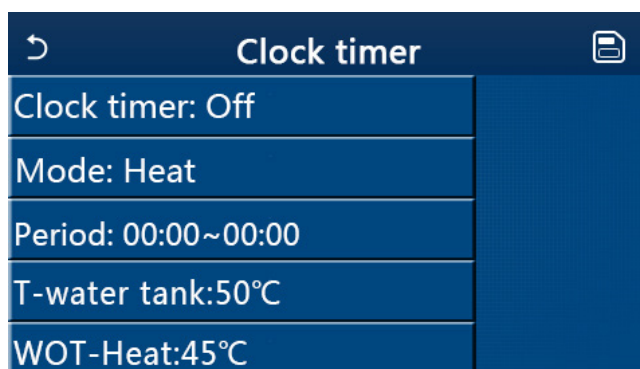 Clock timer
Clock timer: Off
Mode: Heat
Period: 00:00~00:00
T-water tank:50℃
WOT-Heat:45℃